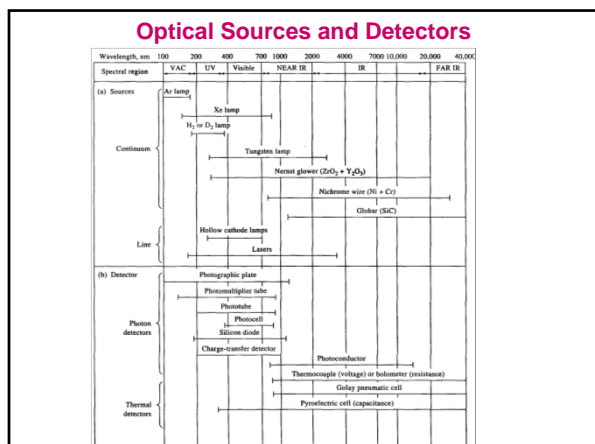 Optical Sources and Detectors
Wavelength, nm 100 200 400 700 1000 2000 4000 7000 10,000 20,000 40,000
Spectral region VAC UV Visible NEAR IR IR FAR IR
(a) Sources
Ar lamp
Xe lamp
H₂ or D₂ lamp
Continuum
Tungsten lamp
Nernst glower (ZrO₂ + Y₂O₃)
Nichrome wire (Ni + Cr)
Globar (SiC)
Hollow cathode lamps
Line
Lasers
(b) Detector
Photographic plate
Photomultiplier tube
Phototube
Photon
detectors
Photocell
Silicon diode
Charge-transfer detector
Photoconductor
Thermocouple (voltage) or bolometer (resistance)
Golay pneumatic cell
Thermal
detectors
Pyroelectric cell (capacitance)